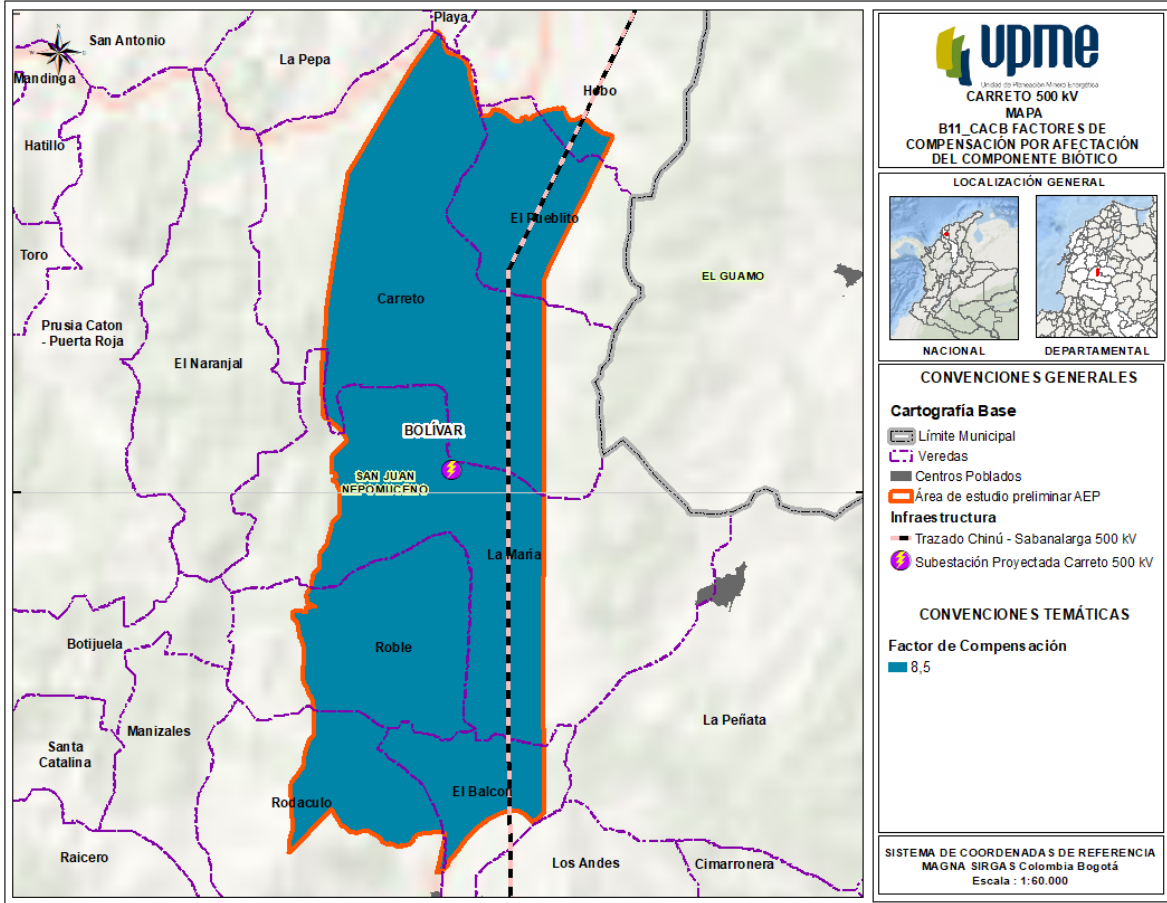 Playa
San Antonio
La Pepa
Mandinga
Hobo
Hatillo
El Pueblito
Toro
EL GUAMO
Carreto
Prusia Caton
- Puerta Roja
El Naranjal
BOLÍVAR
SAN JUAN
NEPOMUCENO
La María
Botijuela
Roble
Manizales
La Peñata
Santa
Catalina
El Balcon
Rodaculo
Raicero
Los Andes
Cimarronera
upme
Unidad de Planeación Minero Energética
CARRETO 500 kV
MAPA
B11_CACB FACTORES DE
COMPENSACIÓN POR AFECTACIÓN
DEL COMPONENTE BIÓTICO
LOCALIZACIÓN GENERAL
NACIONAL
DEPARTAMENTAL
CONVENCIONES GENERALES
Cartografía Base
Límite Municipal
Veredas
Centros Poblados
Área de estudio preliminar AEP
Infraestructura
Trazado Chinú - Sabanalarga 500 kV
Subestación Proyectada Carreto 500 kV
CONVENCIONES TEMÁTICAS
Factor de Compensación
8,5
SISTEMA DE COORDENADAS DE REFERENCIA
MAGNA SIRGAS Colombia Bogotá
Escala : 1:60.000